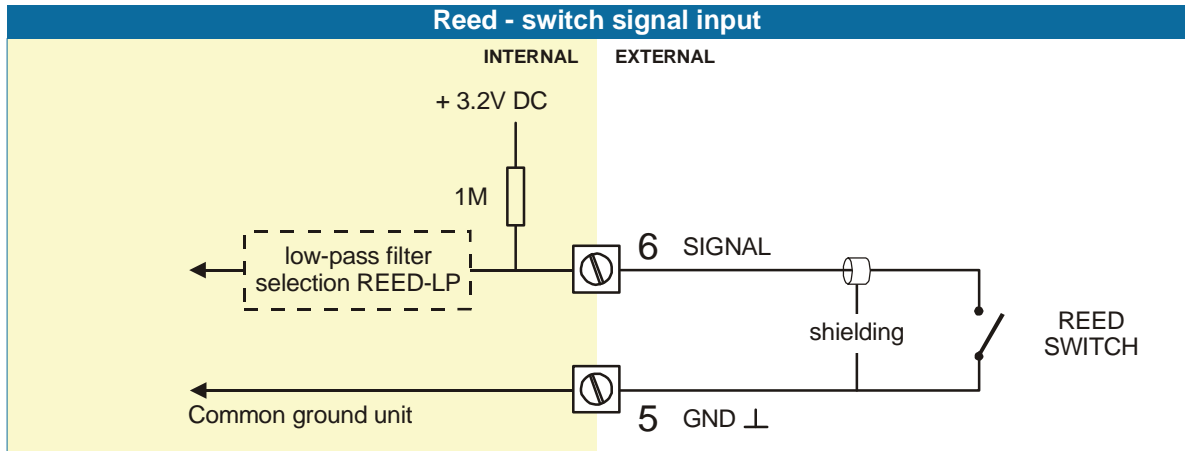 Reed - switch signal input
INTERNAL
EXTERNAL
+ 3.2V DC
1M
low-pass filter
selection REED-LP
6 SIGNAL
shielding
REED
SWITCH
Common ground unit
5 GND ⊥